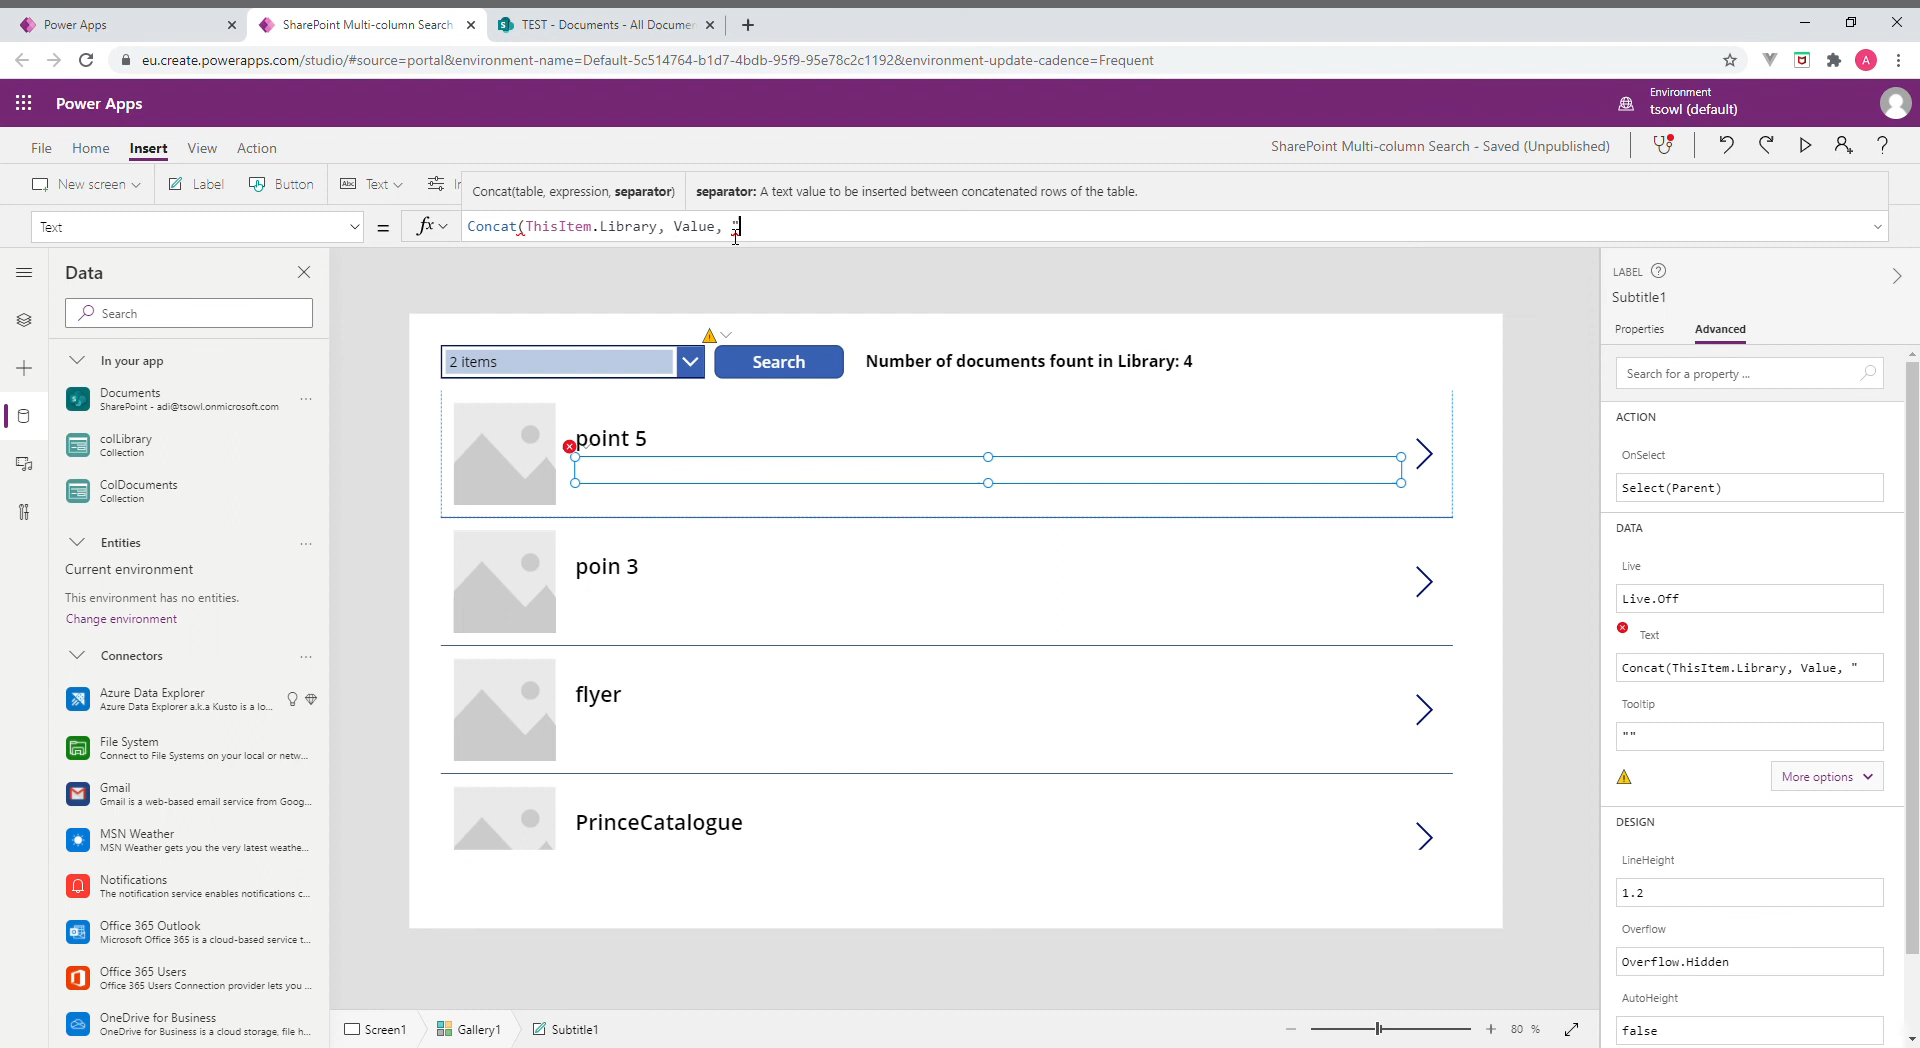 Power Apps
SharePoint Multi-column Search
TEST - Documents - All Documen
eu.create.powerapps.com/studio/#source=portal&environment-name=Default-5c514764-b1d7-4bdb-95f9-95e78c2c1192&environment-update-cadence=Frequent
A
Power Apps
Environment
tsowl (default)
File Home Insert View Action
SharePoint Multi-column Search - Saved (Unpublished)
New screen Label Button Text In
Concat(table, expression, separator) separator: A text value to be inserted between concatenated rows of the table.
Text = fx Concat(ThisItem.Library, Value, "
Data
Search
In your app
Documents
SharePoint - adi@tsowl.onmicrosoft.com
colLibrary
Collection
ColDocuments
Collection
Entities
Current environment
This environment has no entities.
Change environment
Connectors
Azure Data Explorer
Azure Data Explorer a.k.a Kusto is a lo...
File System
Connect to File Systems on your local or netw...
Gmail
Gmail is a web-based email service from Goog...
MSN Weather
MSN Weather gets you the very latest weathe...
Notifications
The notification service enables notifications c...
Office 365 Outlook
Microsoft Office 365 is a cloud-based service t...
Office 365 Users
Office 365 Users Connection provider lets you ...
OneDrive for Business
OneDrive for Business is a cloud storage, file h...
2 items
Search
Number of documents fount in Library: 4
point 5
poin 3
flyer
PrinceCatalogue
Screen1 Gallery1 Subtitle1
80 %
LABEL
Subtitle1
Properties Advanced
Search for a property ...
ACTION
OnSelect
Select(Parent)
DATA
Live
Live.Off
Text
Concat(ThisItem.Library, Value, "
Tooltip
""
More options
DESIGN
LineHeight
1.2
Overflow
Overflow.Hidden
AutoHeight
false